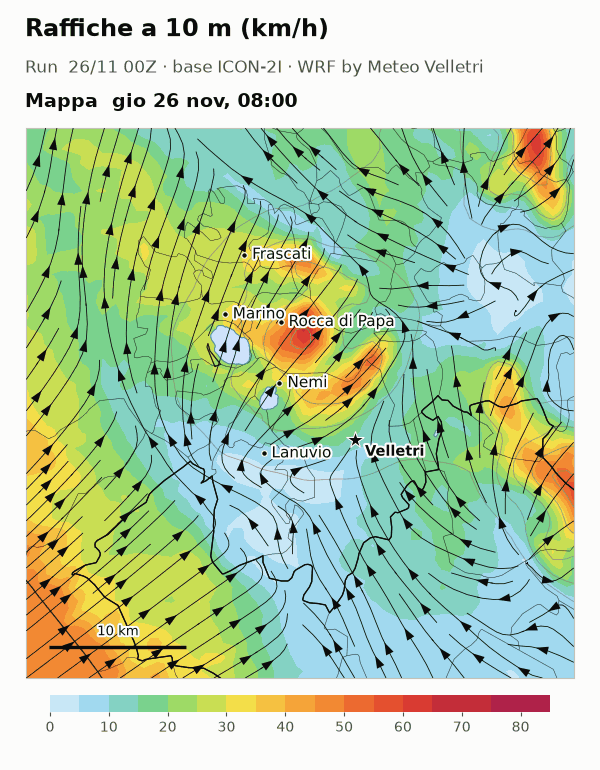 Raffiche a 10 m (km/h)
Run  26/11 00Z · base ICON-2I · WRF by Meteo Velletri
Mappa  gio 26 nov, 08:00
Frascati
Marino
Rocca di Papa
Nemi
Velletri
Lanuvio
10 km
0 10 20 30 40 50 60 70 80